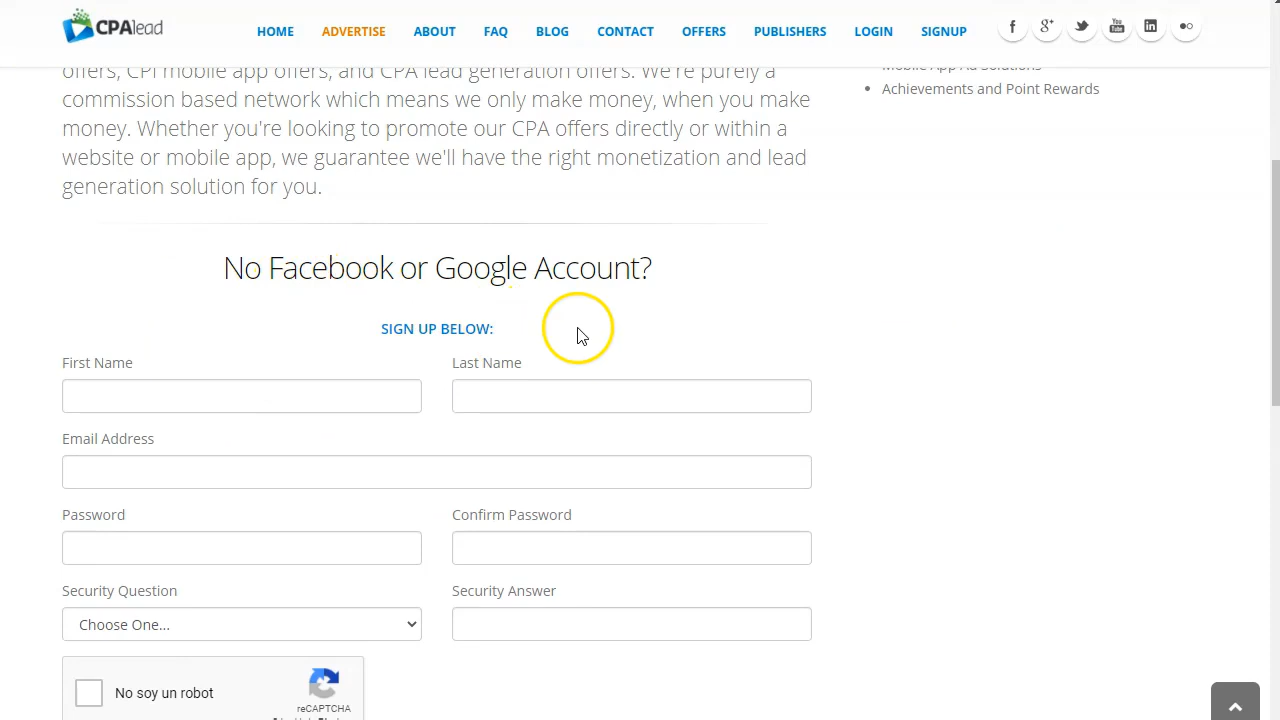 CPAlead
HOME ADVERTISE ABOUT FAQ BLOG CONTACT OFFERS PUBLISHERS LOGIN SIGNUP
offers, CPI mobile app offers, and CPA lead generation offers. We're purely a
commission based network which means we only make money, when you make
money. Whether you're looking to promote our CPA offers directly or within a
website or mobile app, we guarantee we'll have the right monetization and lead
generation solution for you.
Mobile App Ad Solutions
Achievements and Point Rewards
No Facebook or Google Account?
SIGN UP BELOW:
First Name Last Name
Email Address
Password Confirm Password
Security Question Security Answer
Choose One...
No soy un robot
reCAPTCHA